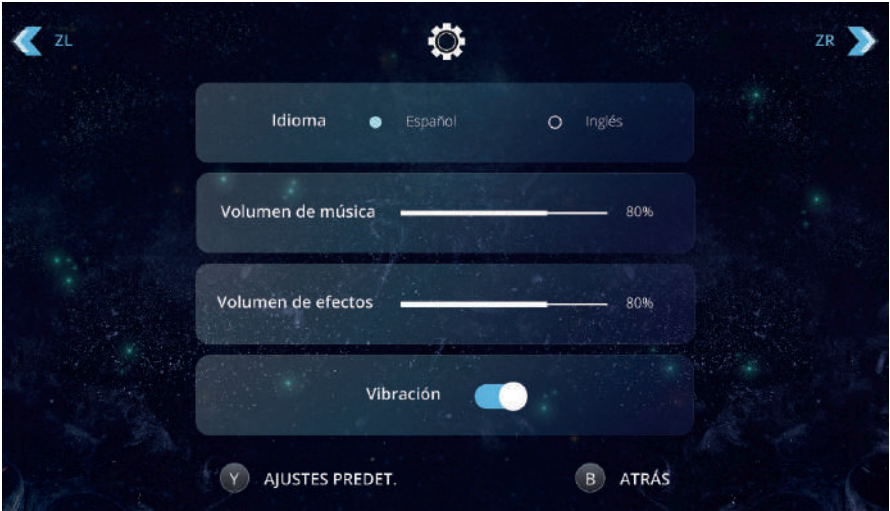 ZL
ZR
Idioma Español Inglés
Volumen de música 80%
Volumen de efectos 80%
Vibración
Y AJUSTES PREDET. B ATRÁS